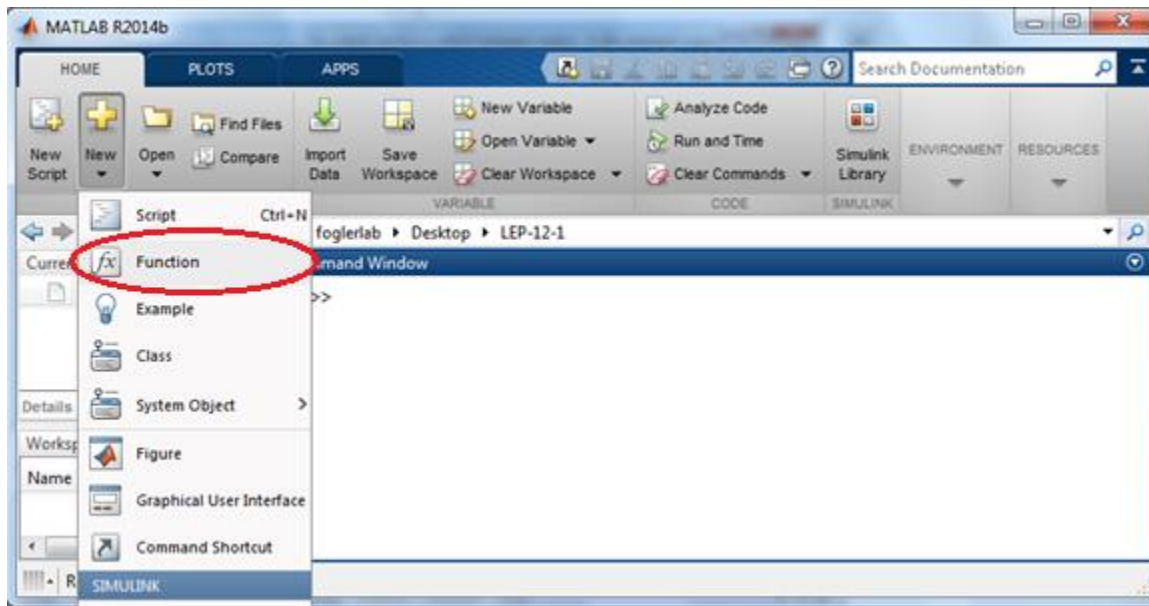 MATLAB R2014b
HOME PLOTS APPS Search Documentation
New Script
New
Open
Find Files
Compare
Import Data
Save Workspace
New Variable
Open Variable
Clear Workspace
Analyze Code
Run and Time
Clear Commands
Simulink Library
ENVIRONMENT
RESOURCES
VARIABLE CODE SIMULINK
Script Ctrl+N
foglerlab Desktop LEP-12-1
Curre
fx Function
mand Window
>>
Example
Class
Details
System Object
Worksp
Figure
Name
Graphical User Interface
Command Shortcut
R
SIMULINK